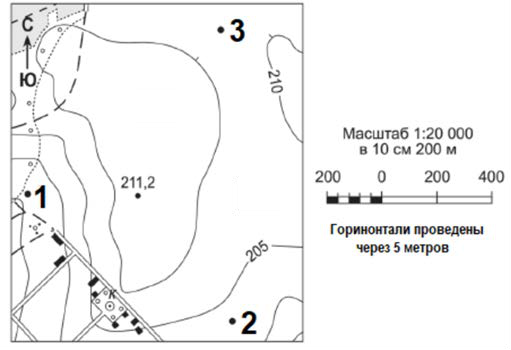 С
Ю
3
210
1
211,2
205
К
2
Масштаб 1:20 000
в 10 см 200 м
200 0 200 400
Горинонтали проведены
через 5 метров